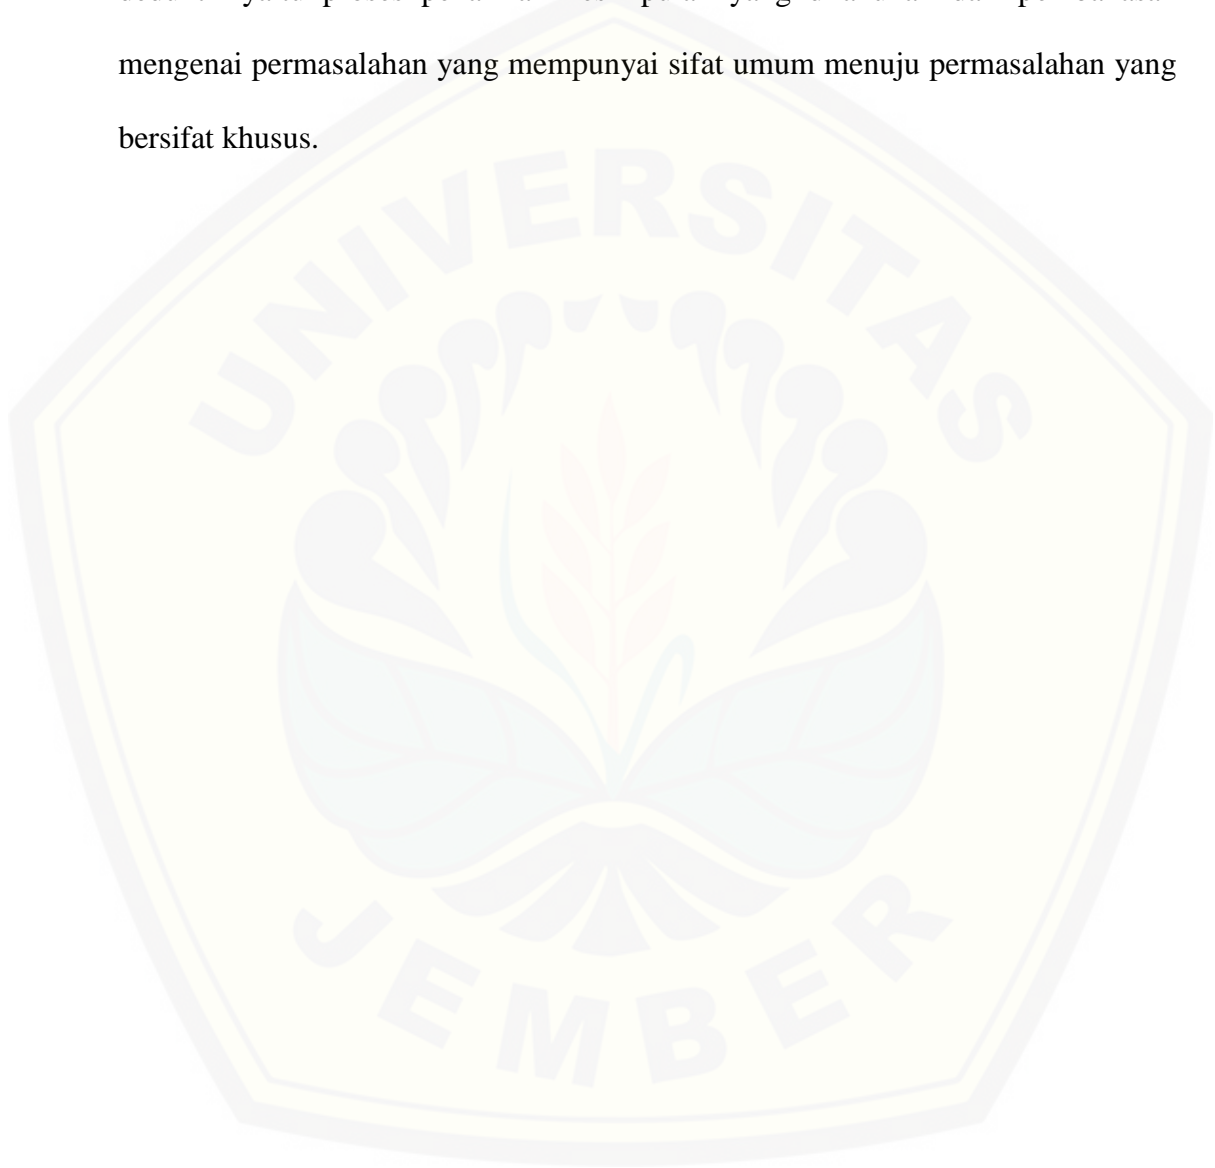 mengenai permasalahan yang mempunyai sifat umum menuju permasalahan yang
bersifat khusus.
UNIVERSITAS
JEMBER